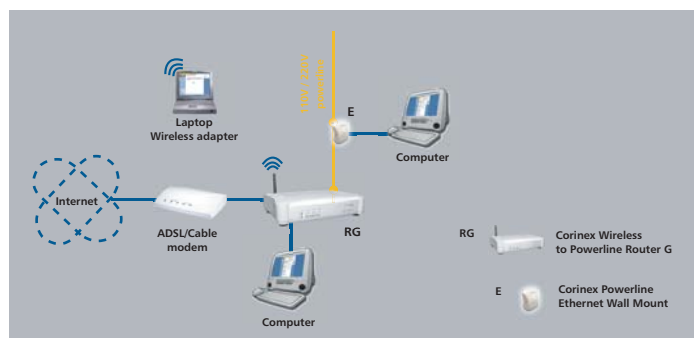 E
Laptop
Wireless adapter
Computer
Internet
ADSL/Cable
modem
RG
Computer
RG
Corinex Wireless
to Powerline Router G
E
Corinex Powerline
Ethernet Wall Mount